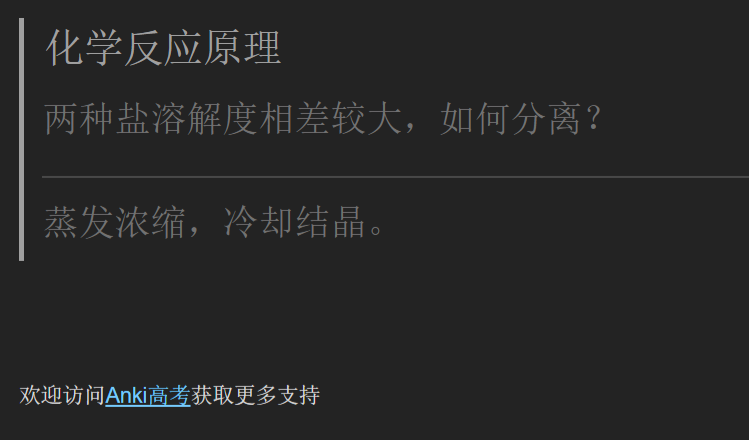 化学反应原理
两种盐溶解度相差较大，如何分离？
蒸发浓缩，冷却结晶。
欢迎访问Anki高考获取更多支持